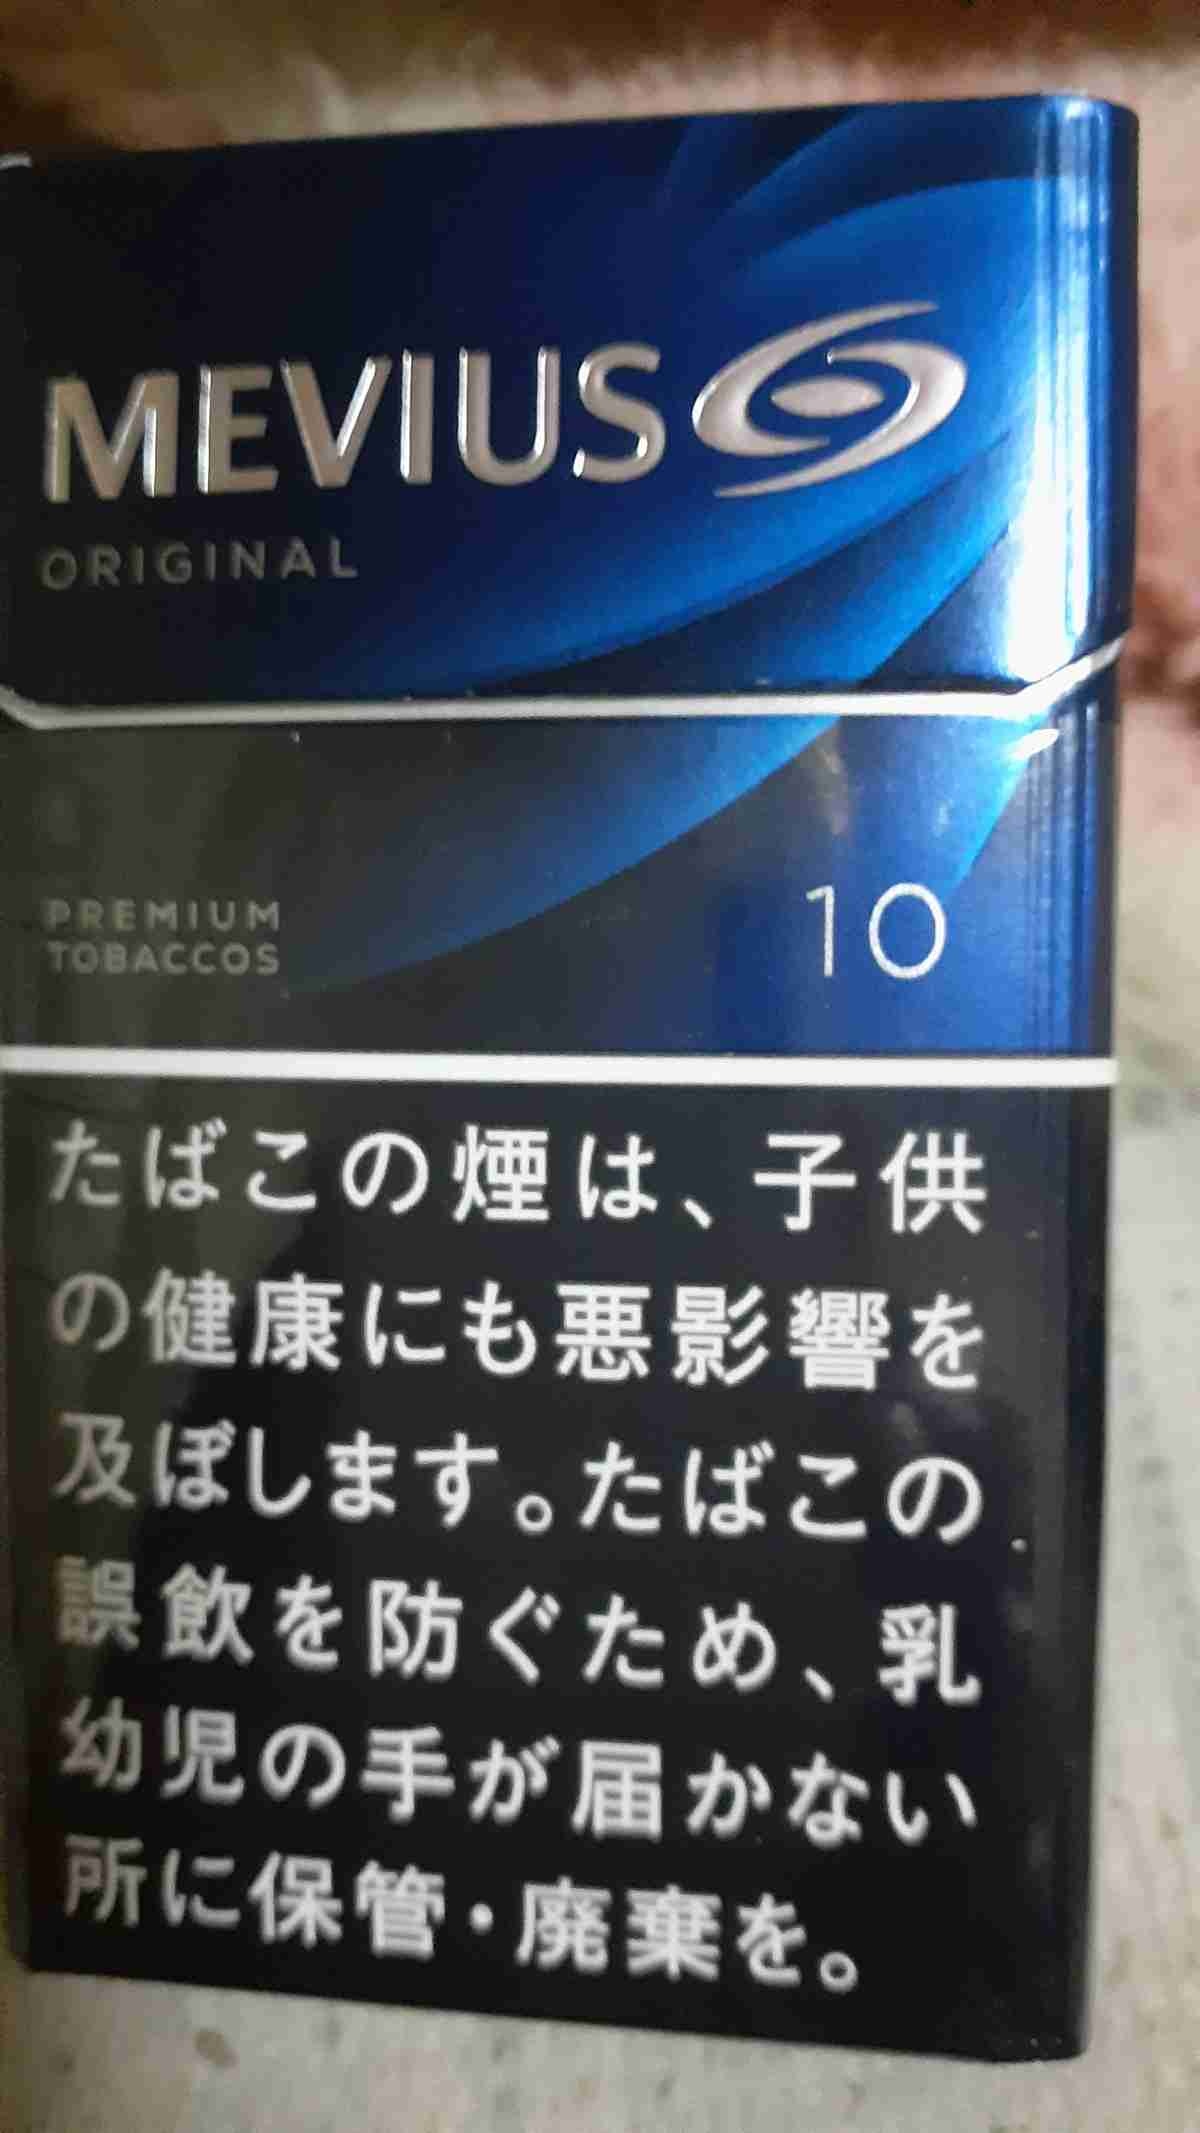 MEVIUS
ORIGINAL
PREMIUM
TOBACCOS
10
たばこの煙は、子供
の健康にも悪影響を
及ぼします。たばこの
誤飲を防ぐため、乳
幼児の手が届かない
所に保管・廃棄を。